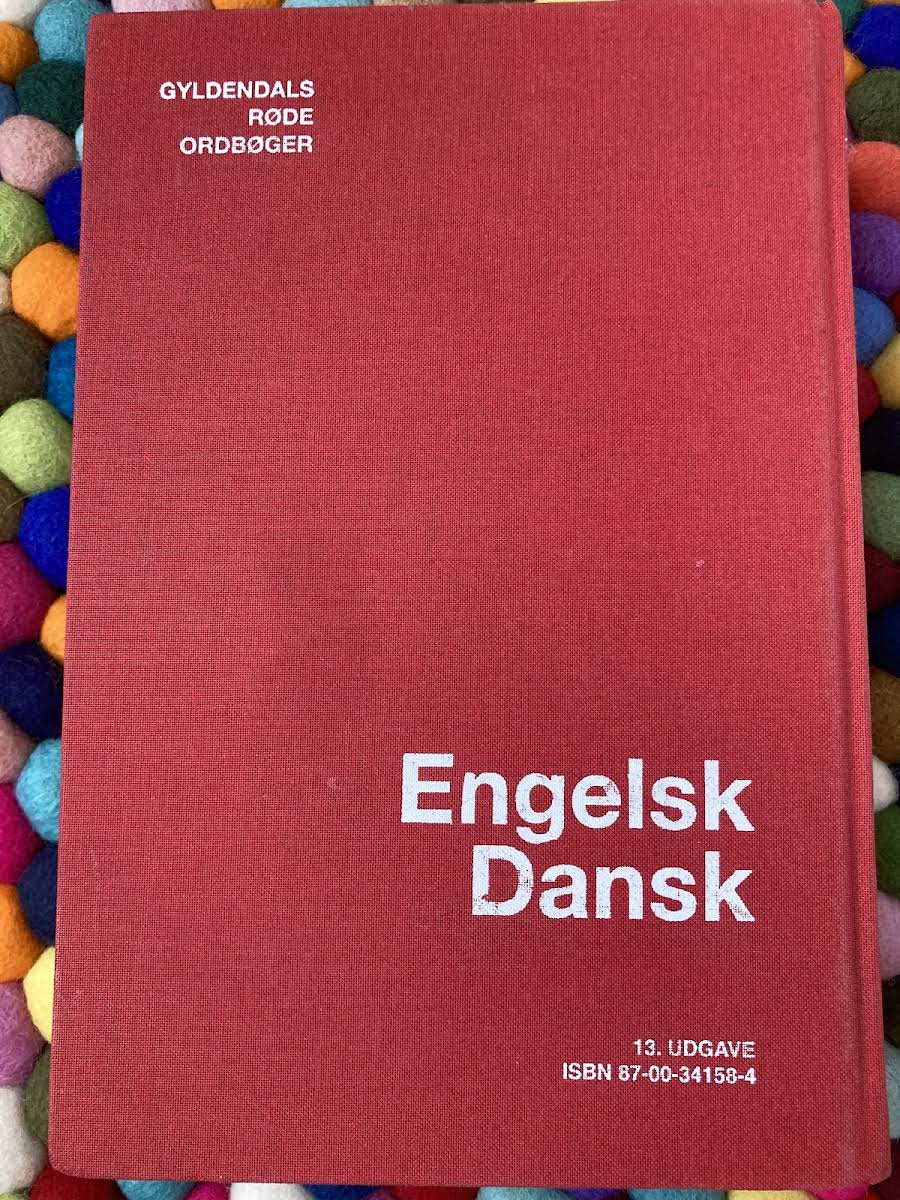 GYLDENDALS
RØDE
ORDBØGER
Engelsk
Dansk
13. UDGAVE
ISBN 87-00-34158-4